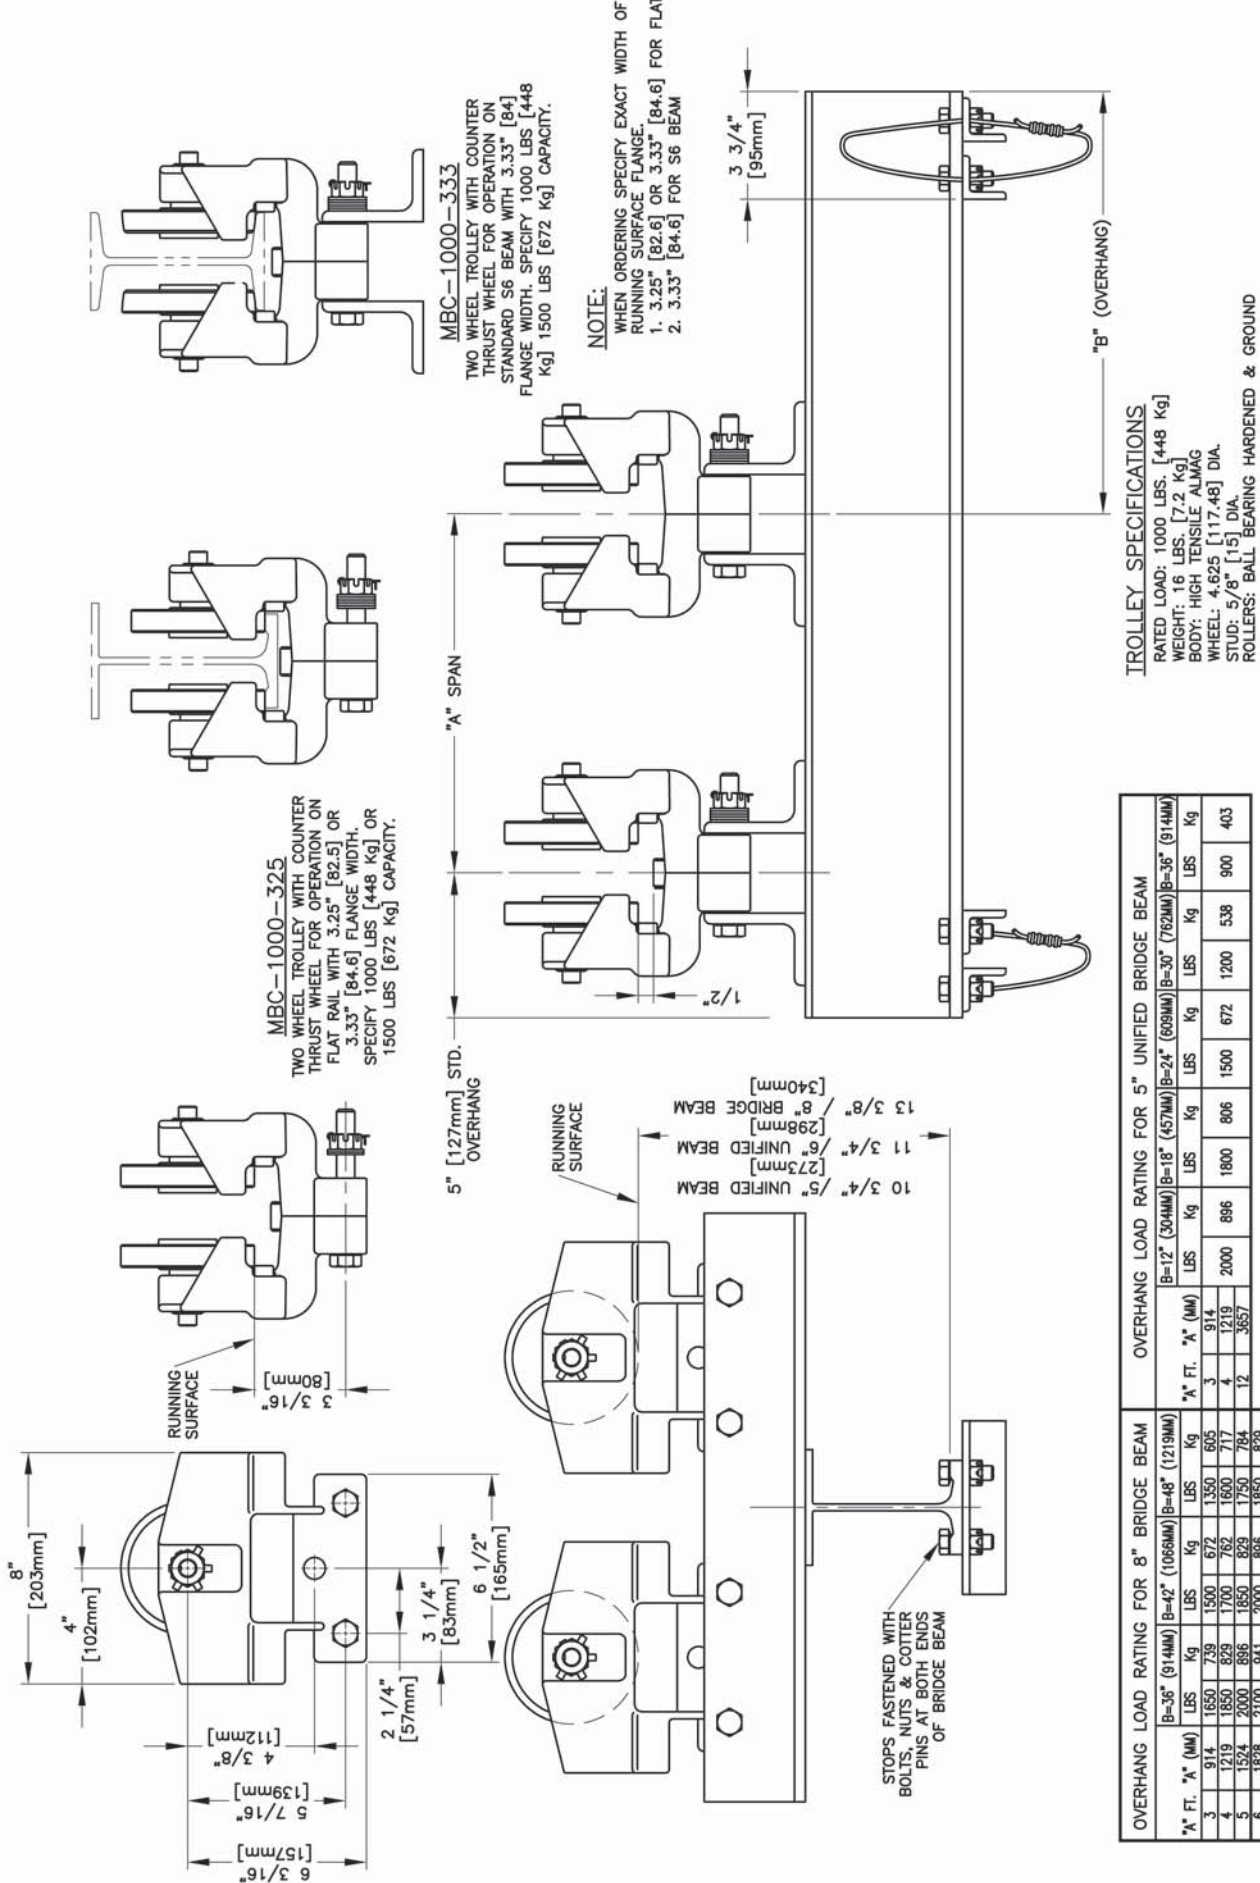 8"
[203mm]
4"
[102mm]
6 3/16"
[157mm]
5 7/16"
[139mm]
4 3/8"
[112mm]
2 1/4"
[57mm]
3 1/4"
[83mm]
6 1/2"
[165mm]
RUNNING
SURFACE
3 3/16"
[80mm]
MBC-1000-325
TWO WHEEL TROLLEY WITH COUNTER
THRUST WHEEL FOR OPERATION ON
FLAT RAIL WITH 3.25" [82.5] OR
3.33" [84.6] FLANGE WIDTH.
SPECIFY 1000 LBS [448 Kg] OR
1500 LBS [672 Kg] CAPACITY.
MBC-1000-333
TWO WHEEL TROLLEY WITH COUNTER
THRUST WHEEL FOR OPERATION ON
STANDARD S6 BEAM WITH 3.33" [84]
FLANGE WIDTH. SPECIFY 1000 LBS [448
Kg] 1500 LBS [672 Kg] CAPACITY.
NOTE:
WHEN ORDERING SPECIFY EXACT WIDTH OF
RUNNING SURFACE FLANGE.
1. 3.25" [82.6] OR 3.33" [84.6] FOR FLAT
2. 3.33" [84.6] FOR S6 BEAM
5" [127mm] STD.
OVERHANG
"A" SPAN
3 3/4"
[95mm]
1/2"
"B" (OVERHANG)
RUNNING
SURFACE
10 3/4" /5" UNIFIED BEAM
[273mm]
11 3/4" /6" UNIFIED BEAM
[298mm]
13 3/8" / 8" BRIDGE BEAM
[340mm]
STOPS FASTENED WITH
BOLTS, NUTS & COTTER
PINS AT BOTH ENDS
OF BRIDGE BEAM
TROLLEY SPECIFICATIONS
RATED LOAD: 1000 LBS. [448 Kg]
WEIGHT: 16 LBS. [7.2 Kg]
BODY: HIGH TENSILE ALMAG
WHEEL: 4.625 [117.48] DIA.
STUD: 5/8" [15] DIA.
ROLLERS: BALL BEARING HARDENED & GROUND
OVERHANG LOAD RATING FOR 8" BRIDGE BEAM
B=36" (914MM) B=42" (1066MM) B=48" (1219MM)
"A" FT. "A" (MM) LBS Kg LBS Kg LBS Kg
3 914 1650 739 1500 672 1350 605
4 1219 1850 829 1700 762 1600 717
5 1524 2000 896 1850 829 1750 784
OVERHANG LOAD RATING FOR 5" UNIFIED BRIDGE BEAM
B=12" (304MM) B=18" (457MM) B=24" (609MM) B=30" (762MM) B=36" (914MM)
"A" FT. "A" (MM) LBS Kg LBS Kg LBS Kg LBS Kg LBS Kg
3 914
4 1219 2000 896 1800 806 1500 672 1200 538 900 403
12 3657